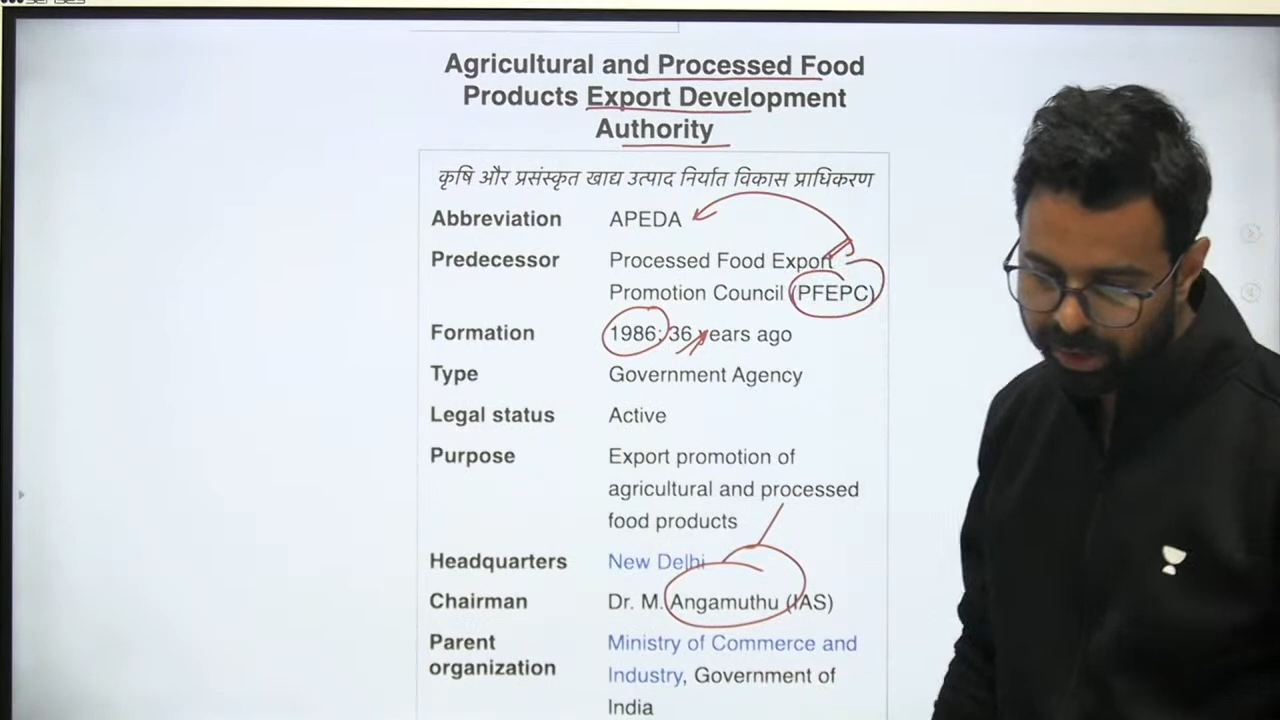 Agricultural and Processed Food
Products Export Development
Authority
कृषि और प्रसंस्कृत खाद्य उत्पाद निर्यात विकास प्राधिकरण
Abbreviation APEDA
Predecessor Processed Food Export
Promotion Council (PFEPC)
Formation 1986; 36 years ago
Type Government Agency
Legal status Active
Purpose Export promotion of
agricultural and processed
food products
Headquarters New Delhi
Chairman Dr. M. Angamuthu (IAS)
Parent Ministry of Commerce and
organization Industry, Government of
India